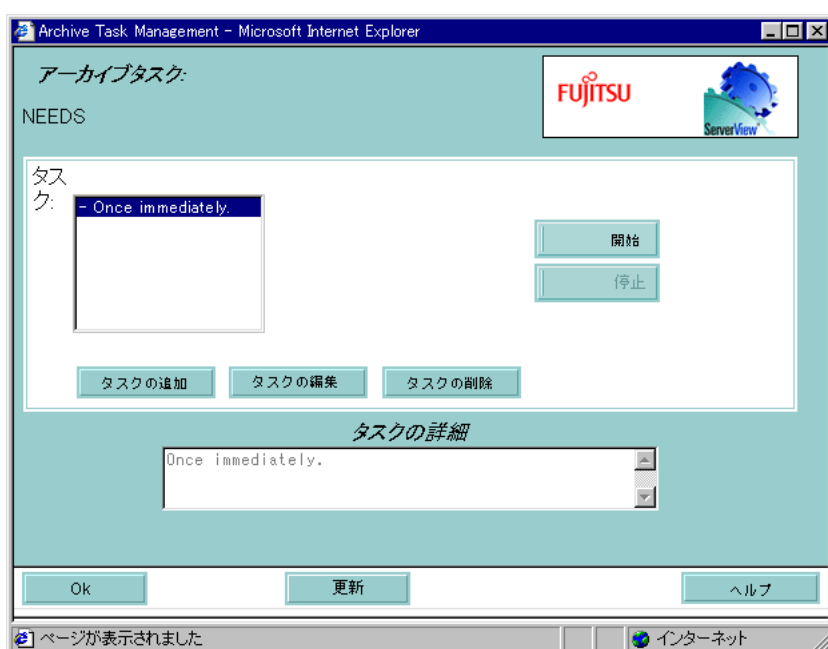 Archive Task Management - Microsoft Internet Explorer
アーカイブタスク:
NEEDS
FUJITSU
ServerView
タス
ク:
- Once immediately.
開始
停止
タスクの追加
タスクの編集
タスクの削除
タスクの詳細
Once immediately.
Ok
更新
ヘルプ
ページが表示されました
インターネット